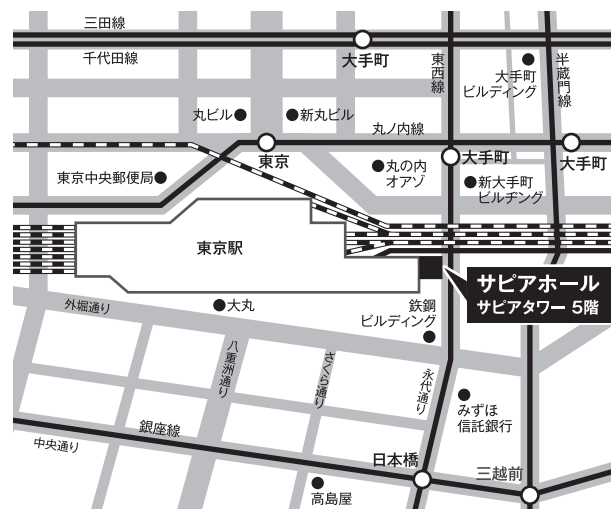 三田線
千代田線
大手町
東西線
大手町
ビルディング
半蔵門線
丸ビル
新丸ビル
丸ノ内線
東京
大手町
大手町
東京中央郵便局
丸の内
オアゾ
新大手町
ビルヂング
東京駅
サピアホール
サピアタワー 5階
外堀通り
大丸
鉄鋼
ビルディング
八重洲通り
さくら通り
永代通り
みずほ
信託銀行
銀座線
中央通り
日本橋
三越前
高島屋